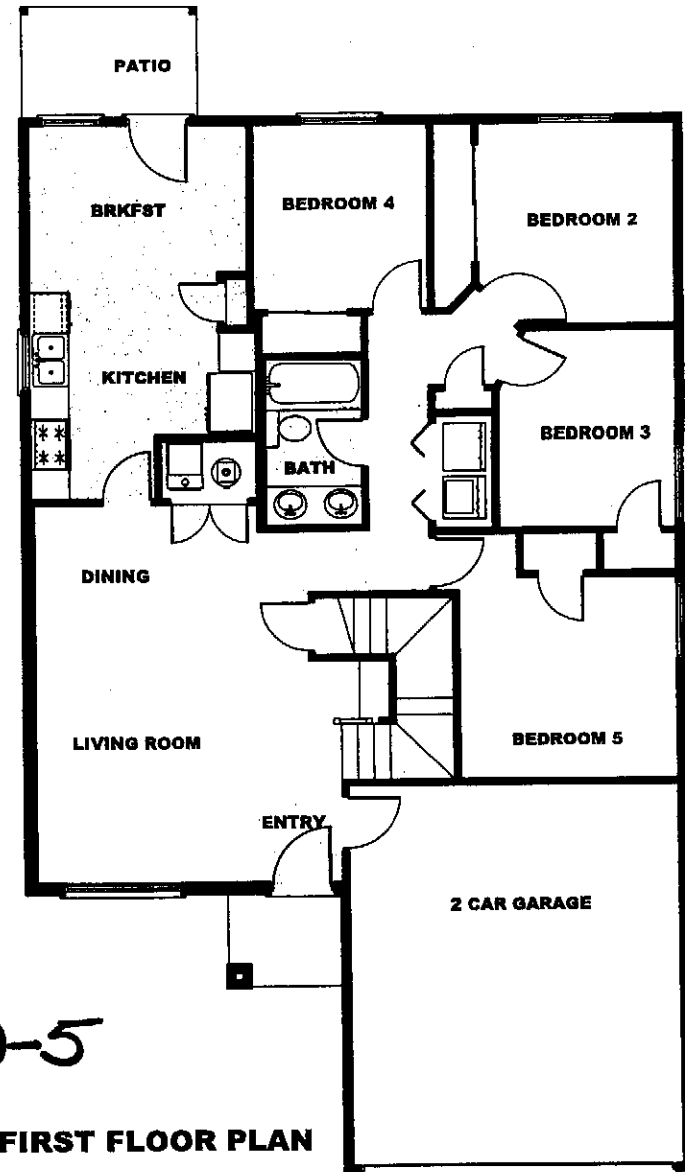 PATIO
BRKFST
BEDROOM 4
BEDROOM 2
KITCHEN
BEDROOM 3
BATH
DINING
LIVING ROOM
BEDROOM 5
ENTRY
2 CAR GARAGE
-5
FIRST FLOOR PLAN